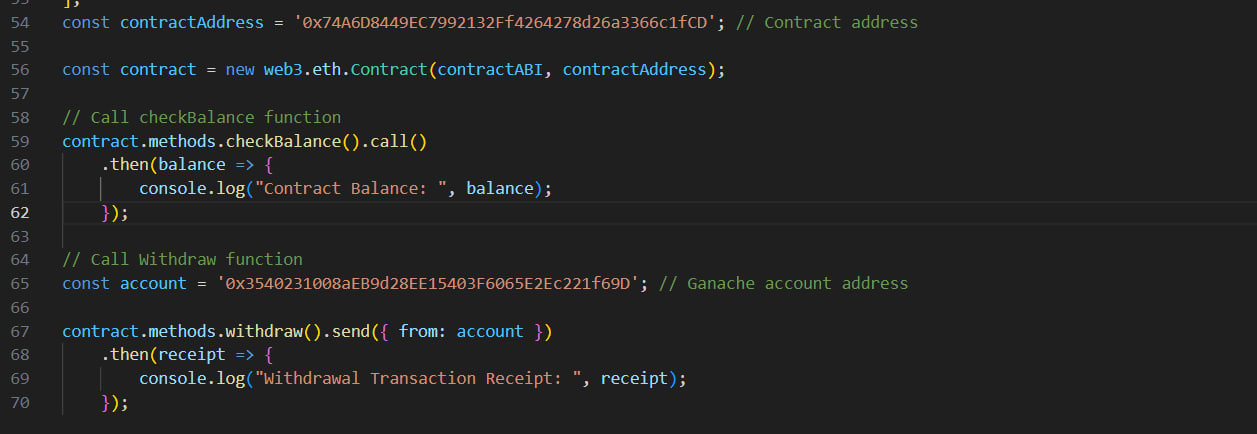 ];
54 const contractAddress = '0x74A6D8449EC7992132Ff4264278d26a3366c1fCD'; // Contract address
55
56 const contract = new web3.eth.Contract(contractABI, contractAddress);
57
58 // Call checkBalance function
59 contract.methods.checkBalance().call()
60 .then(balance => {
61 console.log("Contract Balance: ", balance);
62 });
63
64 // Call Withdraw function
65 const account = '0x3540231008aEB9d28EE15403F6065E2Ec221f69D'; // Ganache account address
66
67 contract.methods.withdraw().send({ from: account })
68 .then(receipt => {
69 console.log("Withdrawal Transaction Receipt: ", receipt);
70 });